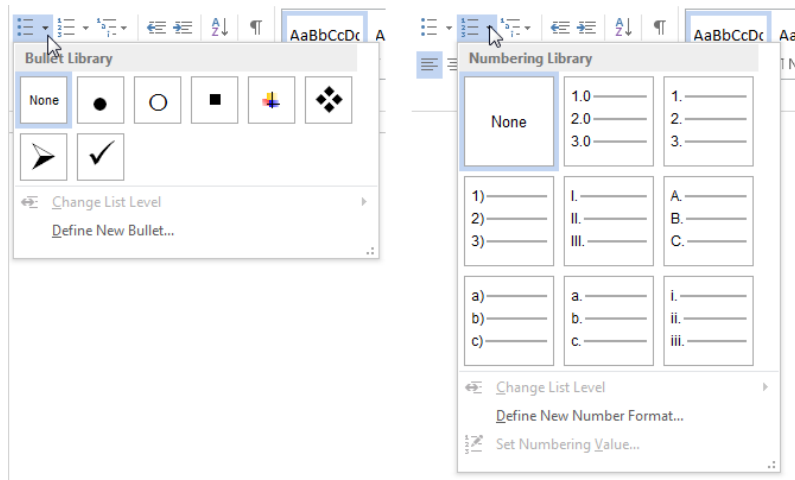 AaBbCcDc A
Bullet Library
None
Change List Level
Define New Bullet...
AaBbCcDc Aa
Numbering Library
1 N
None
1.0
2.0
3.0
1.
2.
3.
1)
2)
3)
I.
II.
III.
A.
B.
C.
a)
b)
c)
a.
b.
c.
i.
ii.
iii.
Change List Level
Define New Number Format...
Set Numbering Value...